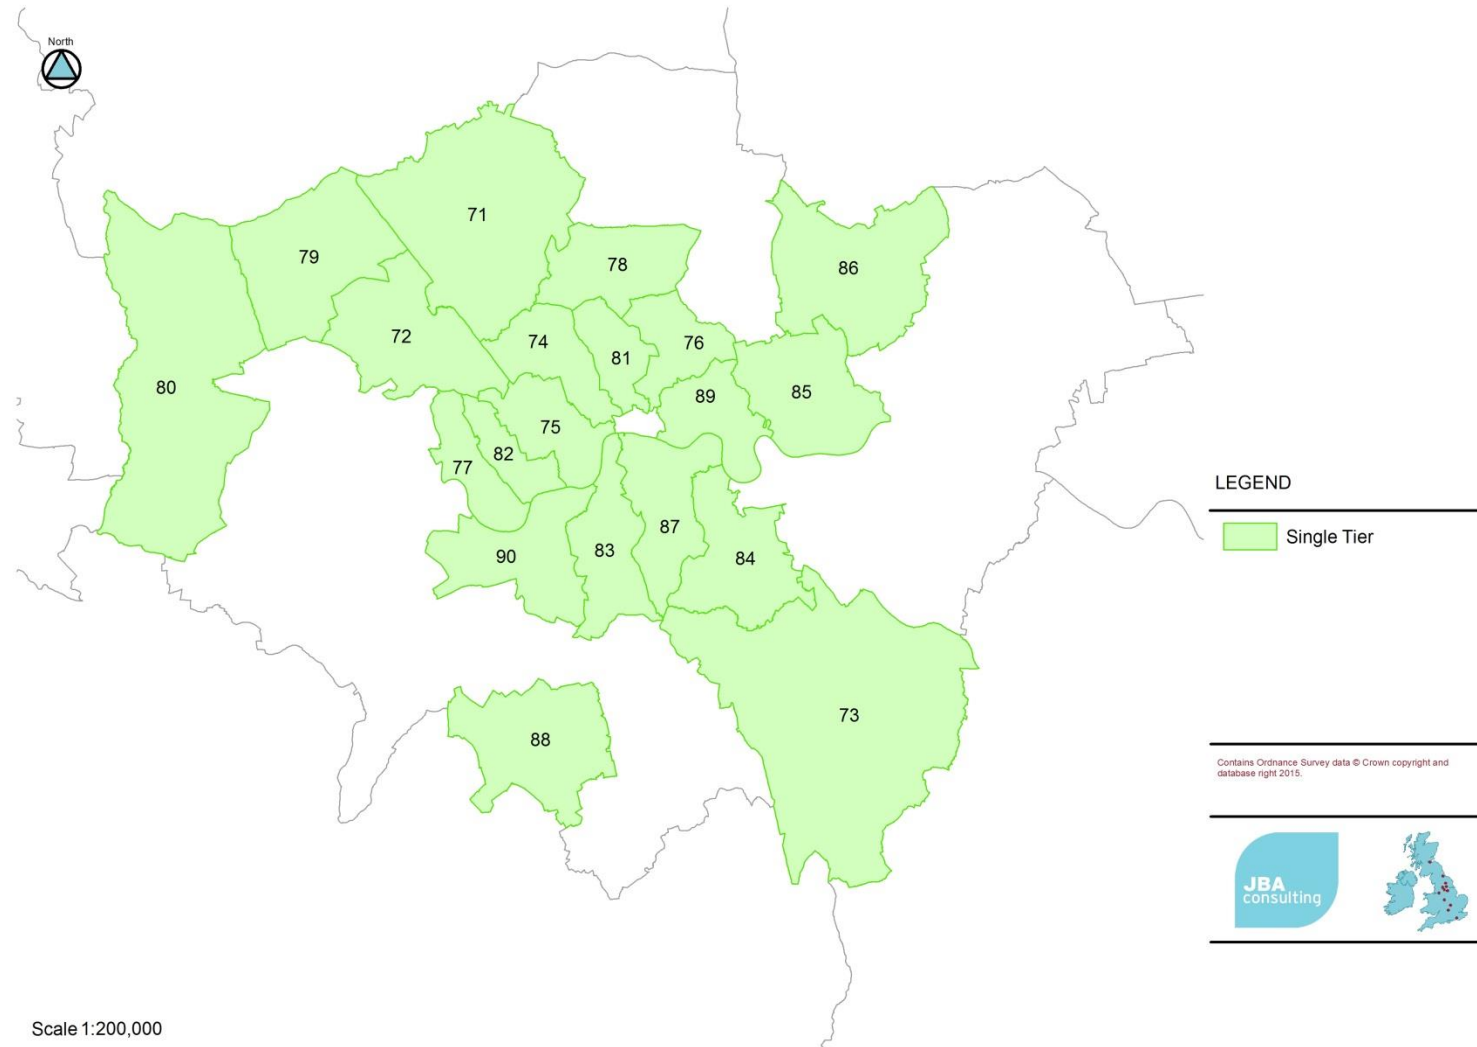 North
71
79
78
86
72
74
81
76
80
89
85
75
82
77
87
83
90
84
73
88
LEGEND
Single Tier
Contains Ordnance Survey data © Crown copyright and
database right 2015.
JBA
consulting
Scale 1:200,000